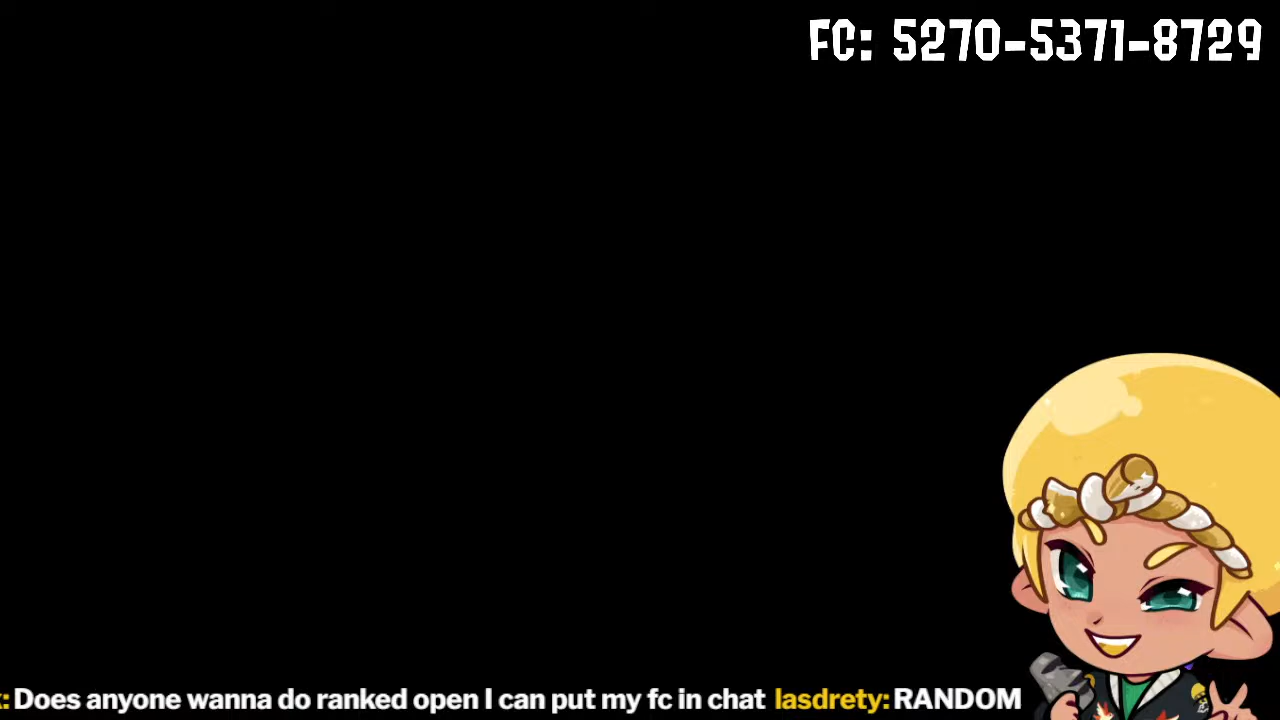 FC: 5270-5371-8729
: Does anyone wanna do ranked open I can put my fc in chat lasdrety: RANDOM